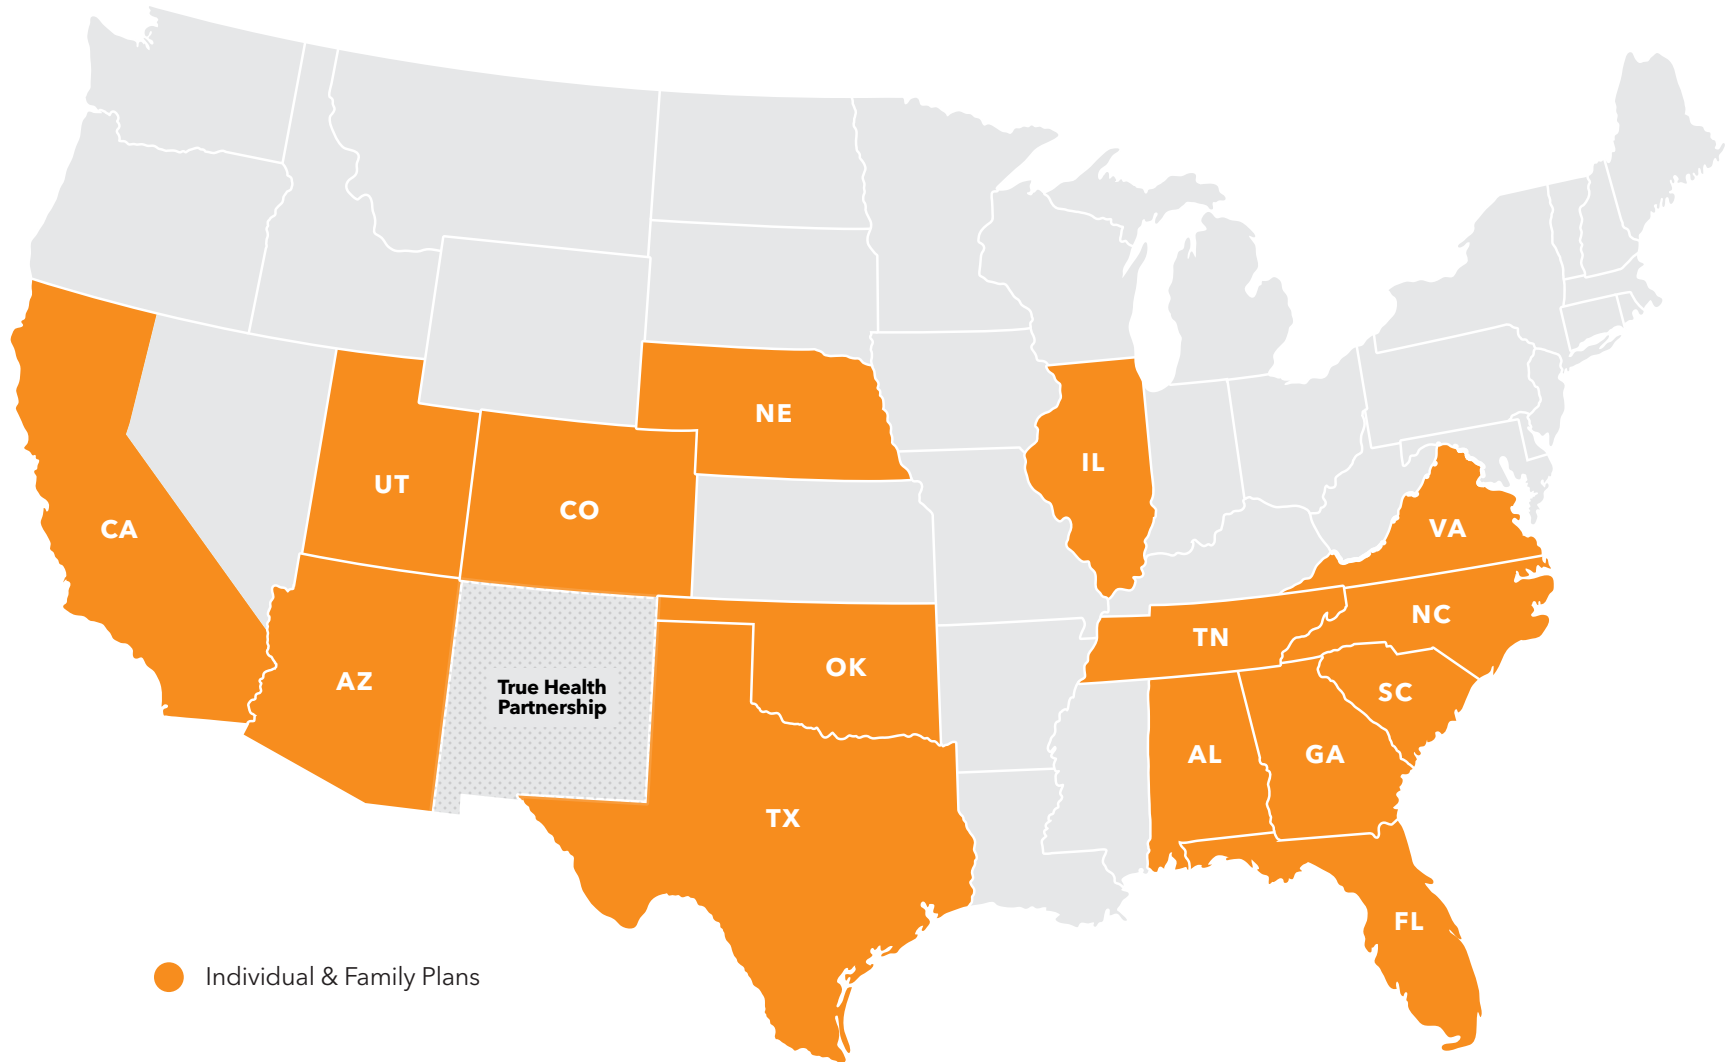 NE
IL
UT
CO
CA
VA
NC
TN
OK
AZ
True Health
Partnership
SC
AL
GA
TX
FL
Individual & Family Plans